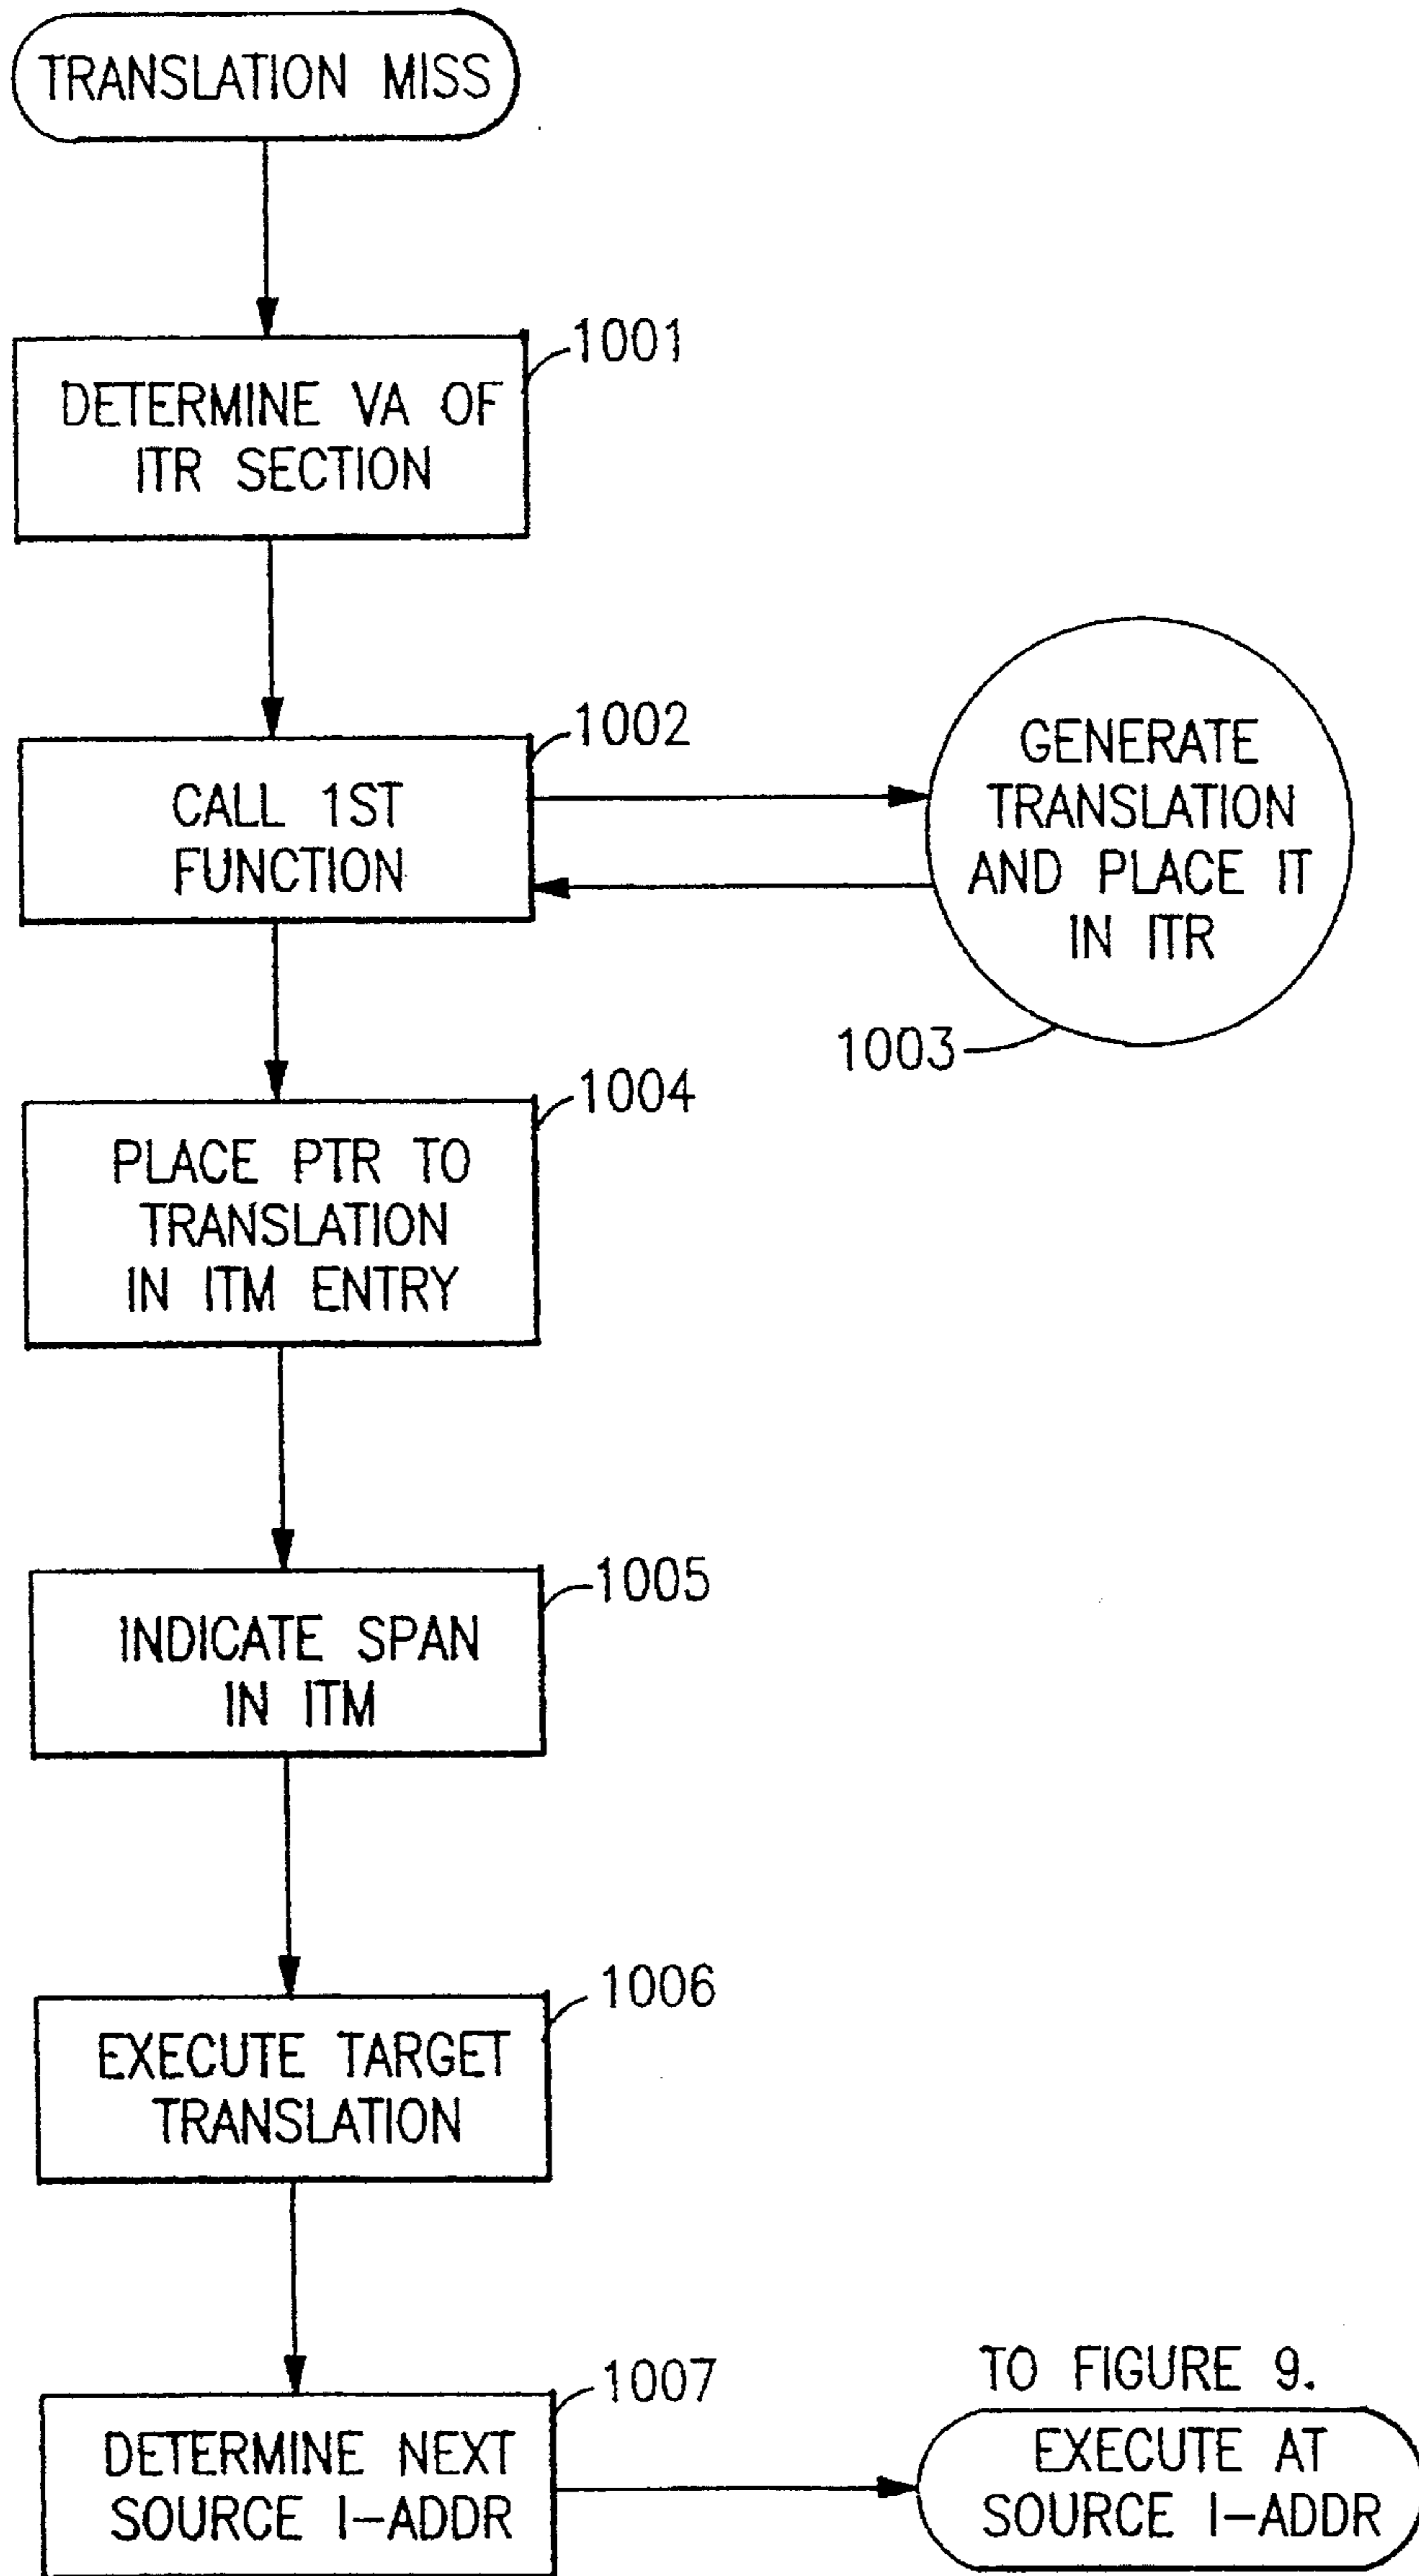 TRANSLATION MISS
1001
DETERMINE VA OF
ITR SECTION
1002
CALL 1ST
FUNCTION
GENERATE
TRANSLATION
AND PLACE IT
IN ITR
1003
1004
PLACE PTR TO
TRANSLATION
IN ITM ENTRY
1005
INDICATE SPAN
IN ITM
1006
EXECUTE TARGET
TRANSLATION
1007
DETERMINE NEXT
SOURCE I-ADDR
TO FIGURE 9.
EXECUTE AT
SOURCE I-ADDR